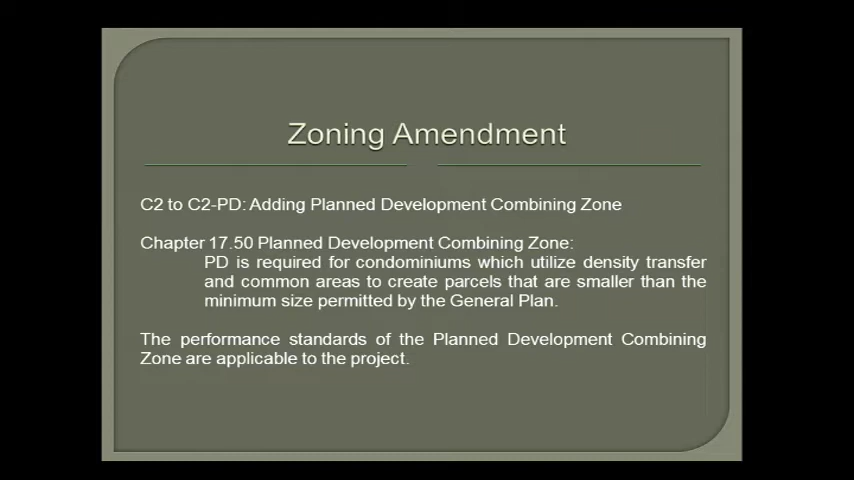 Zoning Amendment
C2 to C2-PD: Adding Planned Development Combining Zone
Chapter 17.50 Planned Development Combining Zone:
PD is required for condominiums which utilize density transfer
and common areas to create parcels that are smaller than the
minimum size permitted by the General Plan.
The performance standards of the Planned Development Combining
Zone are applicable to the project.